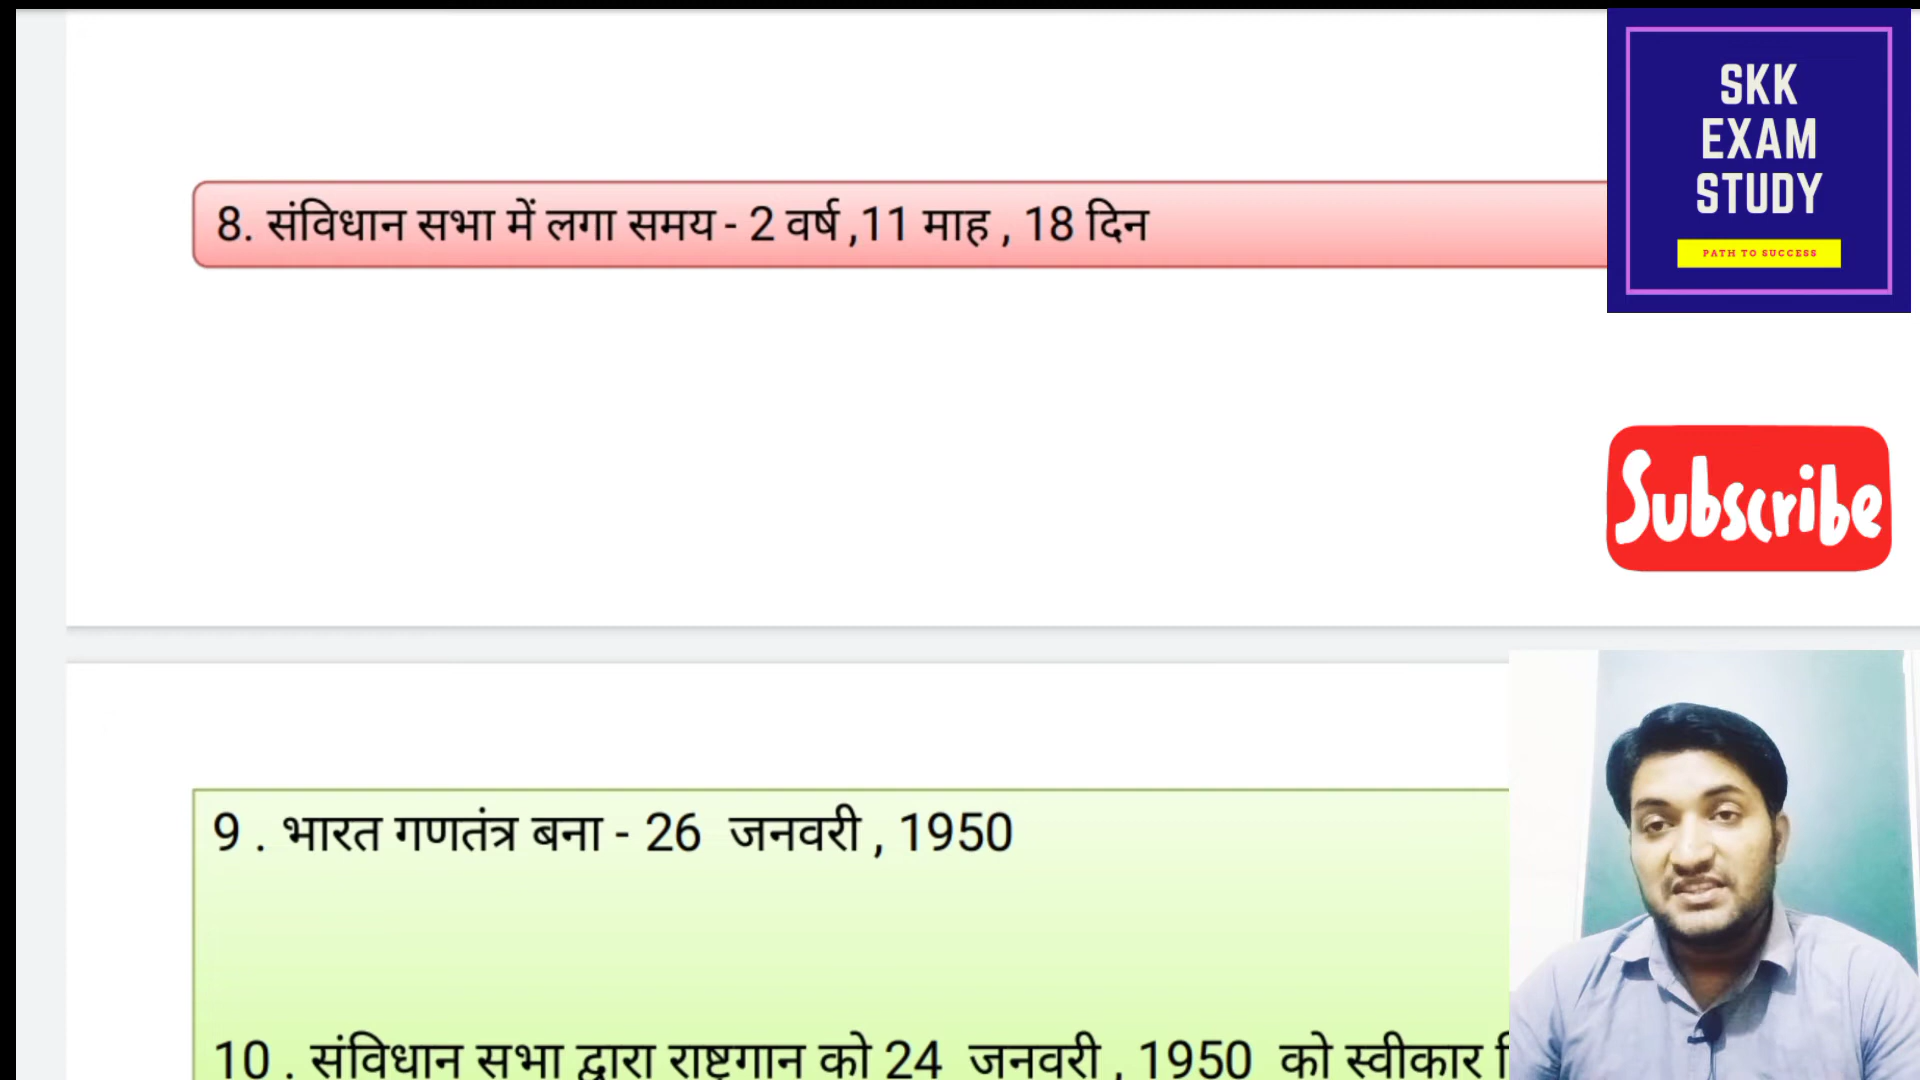 SKK
EXAM
STUDY
PATH TO SUCCESS
8. संविधान सभा में लगा समय - 2 वर्ष ,11 माह , 18 दिन
Subscribe
9 . भारत गणतंत्र बना - 26 जनवरी , 1950
10 . संविधान सभा द्वारा राष्ट्रगान को 24 जनवरी , 1950 को स्वीकार